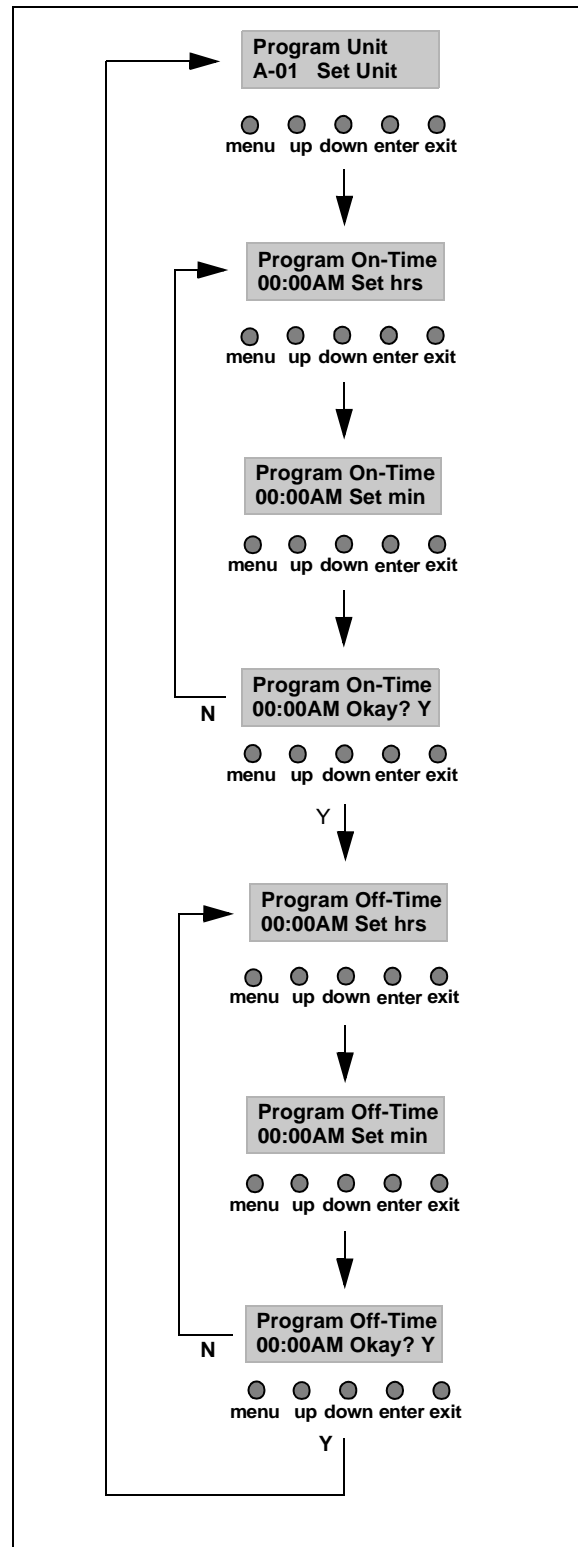 Program Unit
A-01 Set Unit
menu up down enter exit
Program On-Time
00:00AM Set hrs
menu up down enter exit
Program On-Time
00:00AM Set min
menu up down enter exit
Program On-Time
00:00AM Okay? Y
N
menu up down enter exit
Y
Program Off-Time
00:00AM Set hrs
menu up down enter exit
Program Off-Time
00:00AM Set min
menu up down enter exit
Program Off-Time
00:00AM Okay? Y
N
menu up down enter exit
Y